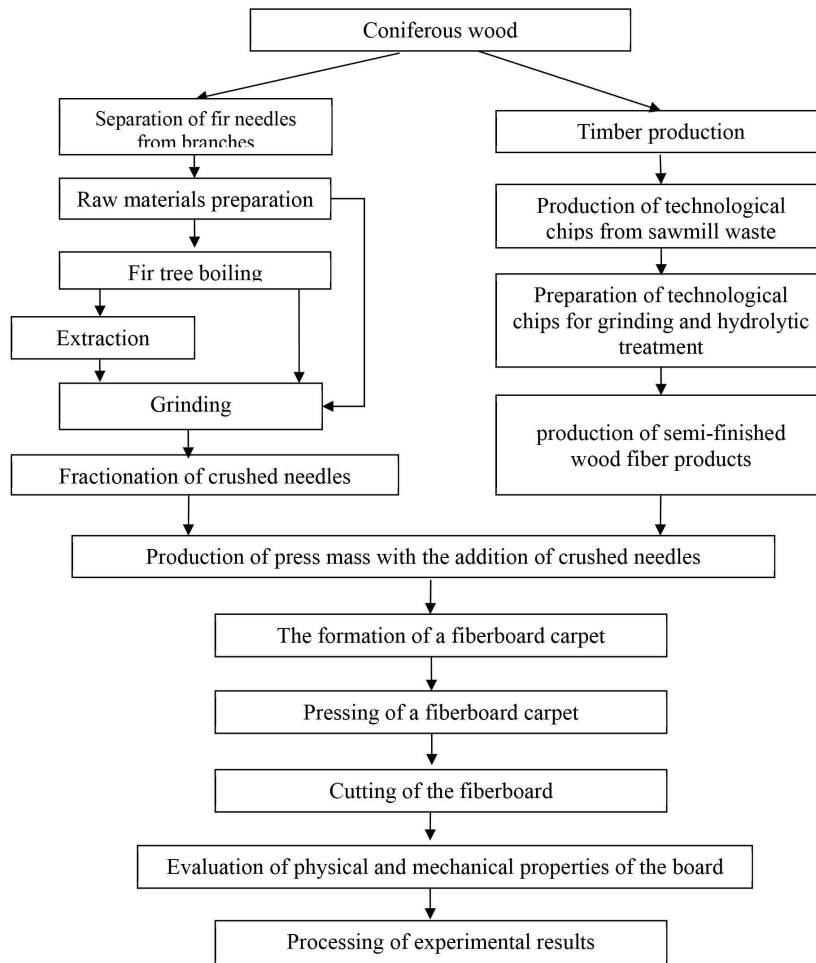 Coniferous wood
Separation of fir needles
from branches
Timber production
Raw materials preparation
Production of technological
chips from sawmill waste
Fir tree boiling
Preparation of technological
chips for grinding and hydrolytic
treatment
Extraction
Grinding
production of semi-finished
wood fiber products
Fractionation of crushed needles
Production of press mass with the addition of crushed needles
The formation of a fiberboard carpet
Pressing of a fiberboard carpet
Cutting of the fiberboard
Evaluation of physical and mechanical properties of the board
Processing of experimental results